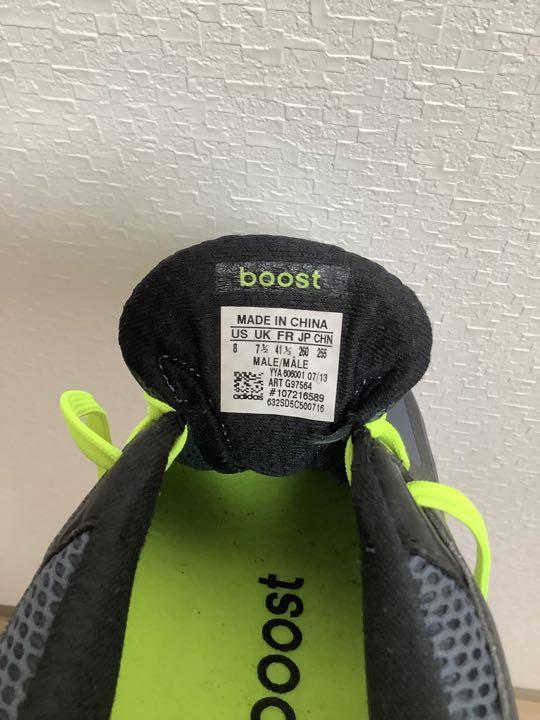 boost
MADE IN CHINA
US UK FR JP CHN
8 7½ 41⅓ 260 255
MALE/MÂLE
YYA 606001 07/13
ART G97564
#107216589
adidas 632SD5C500716
boost